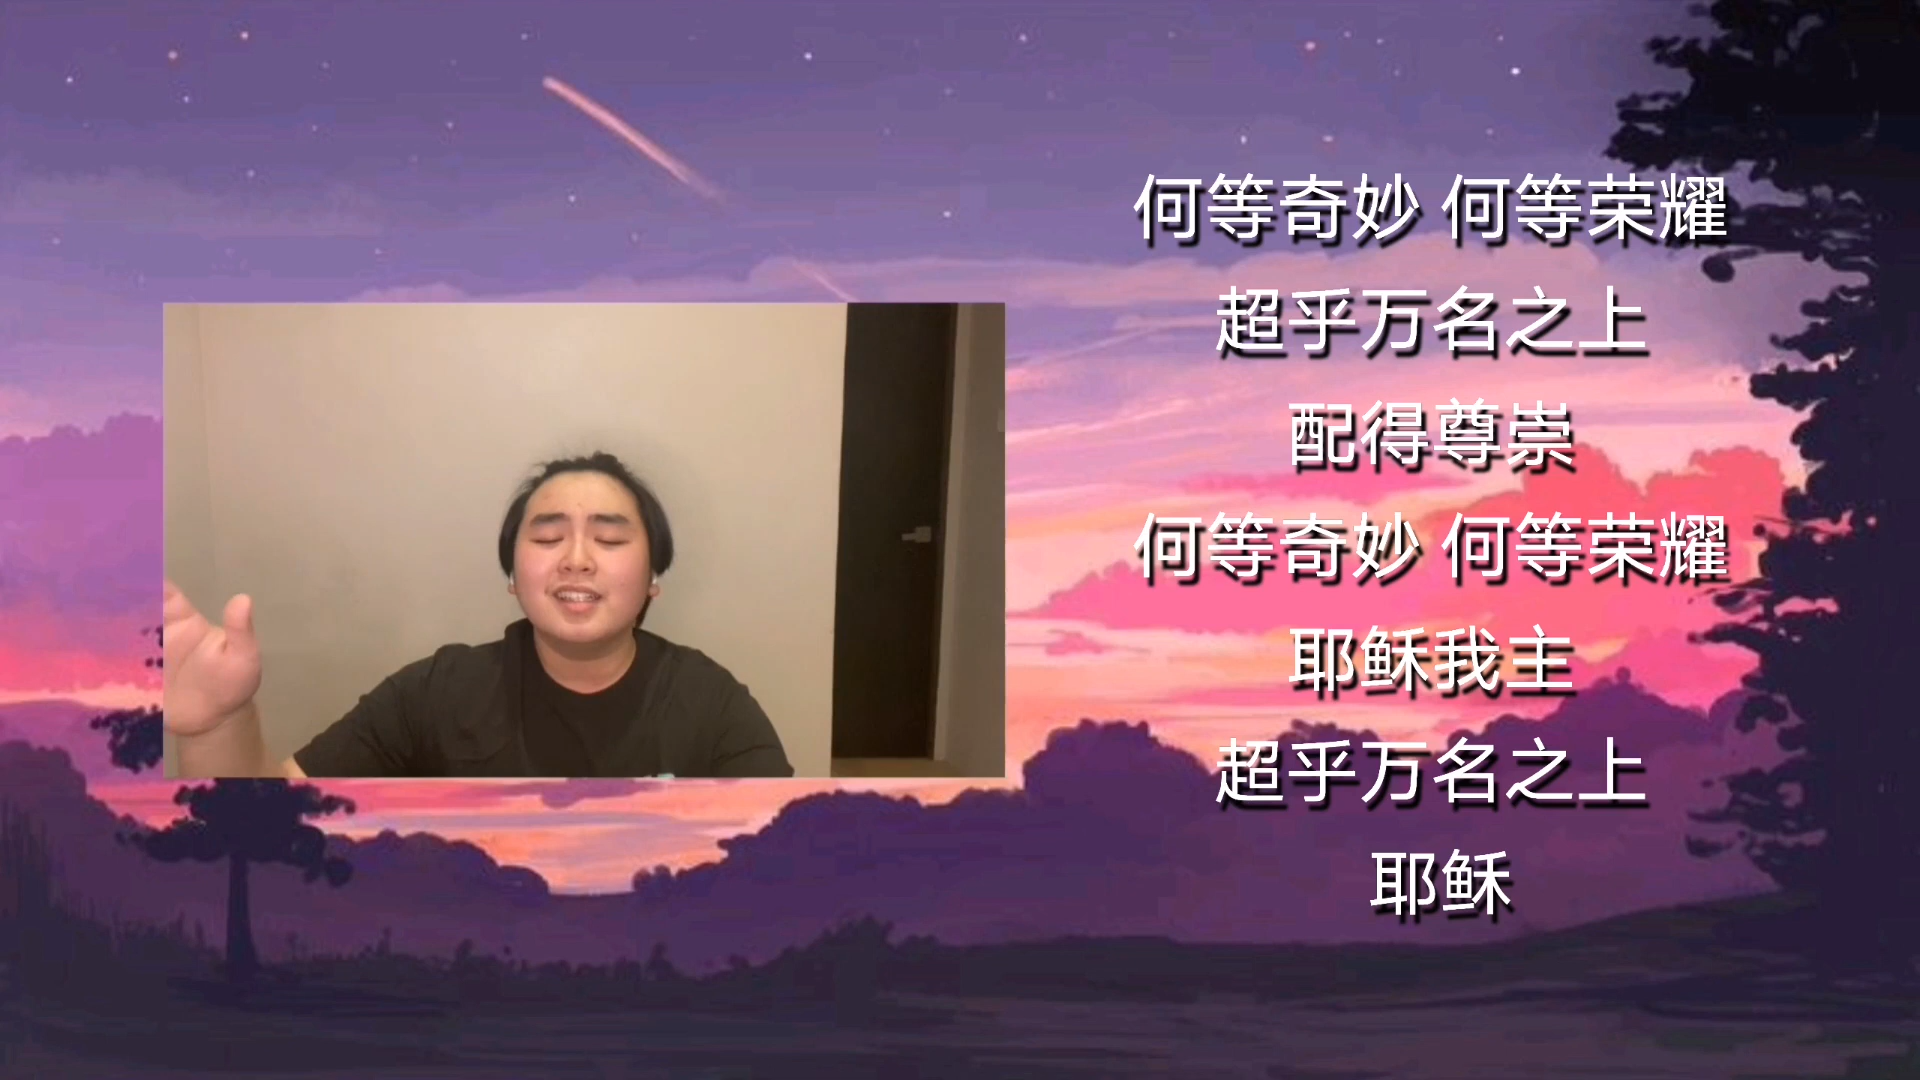 何等奇妙 何等荣耀
超乎万名之上
配得尊崇
何等奇妙 何等荣耀
耶稣我主
超乎万名之上
耶稣